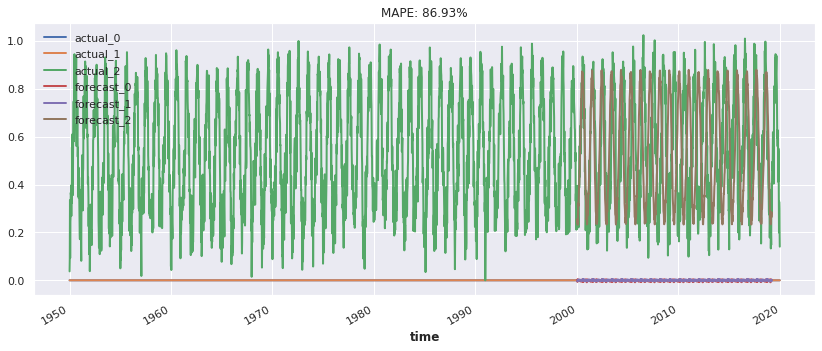 MAPE: 86.93%
actual_0
actual_1
actual_2
forecast_0
forecast_1
forecast_2
1.0
0.8
0.6
0.4
0.2
0.0
1950 1960 1970 1980 1990 2000 2010 2020
time